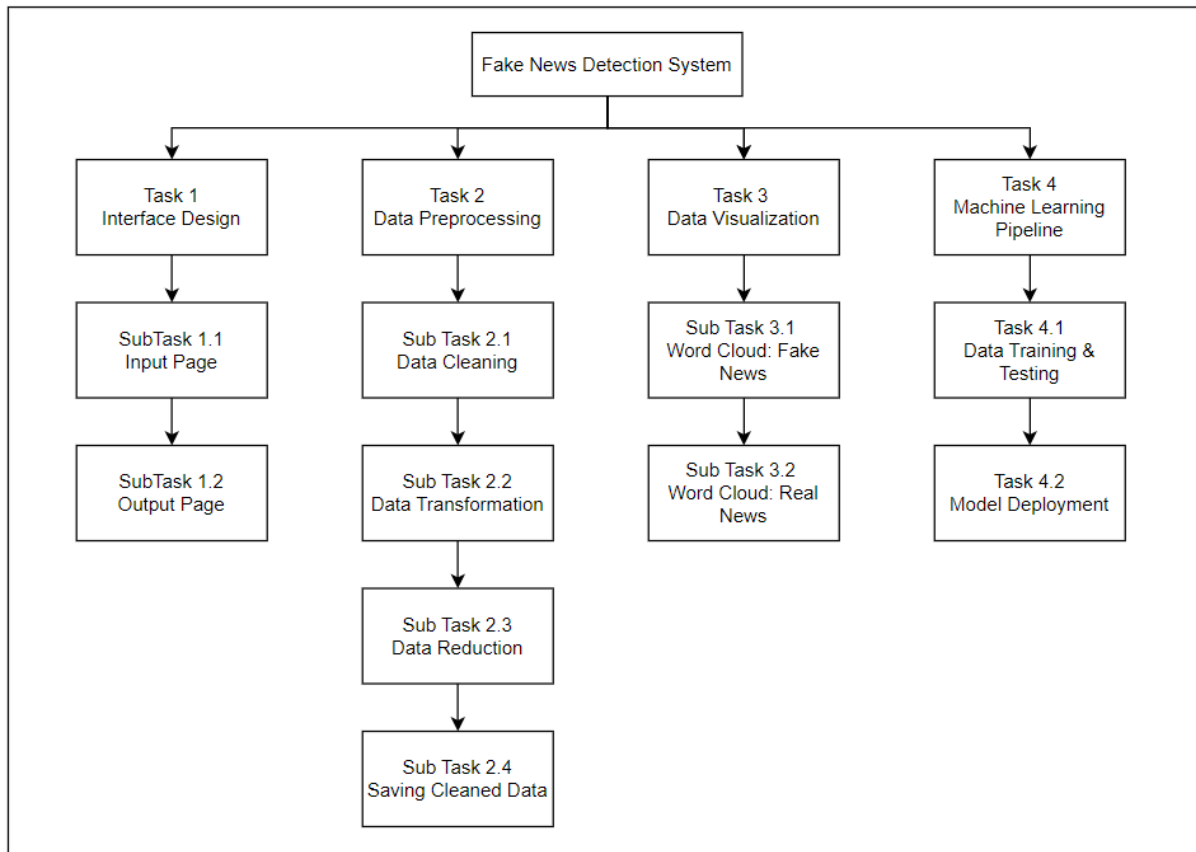 Fake News Detection System
Task 1
Interface Design
Task 2
Data Preprocessing
Task 3
Data Visualization
Task 4
Machine Learning
Pipeline
SubTask 1.1
Input Page
Sub Task 2.1
Data Cleaning
Sub Task 3.1
Word Cloud: Fake
News
Task 4.1
Data Training &
Testing
SubTask 1.2
Output Page
Sub Task 2.2
Data Transformation
Sub Task 3.2
Word Cloud: Real
News
Task 4.2
Model Deployment
Sub Task 2.3
Data Reduction
Sub Task 2.4
Saving Cleaned Data